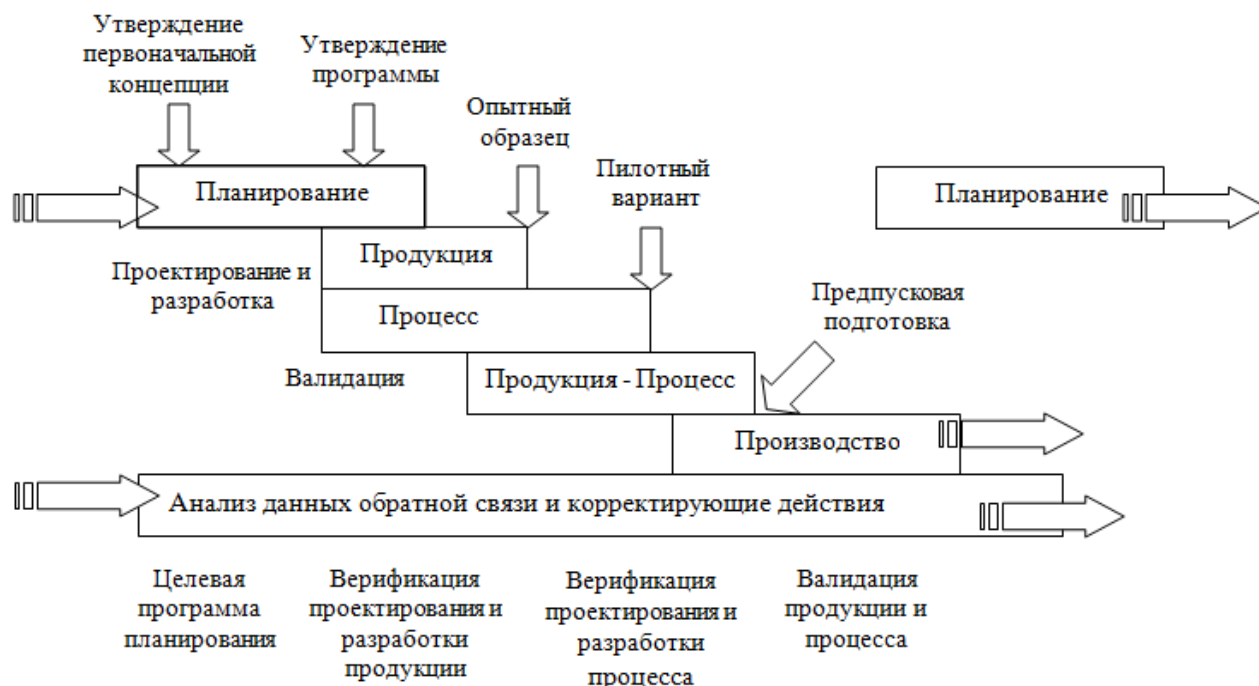 Утверждение
первоначальной
концепции
Утверждение
программы
Опытный
образец
Пилотный
вариант
Планирование
Планирование
Продукция
Проектирование и
разработка
Процесс
Предпусковая
подготовка
Валидация
Продукция - Процесс
Производство
Анализ данных обратной связи и корректирующие действия
Целевая
программа
планирования
Верификация
проектирования и
разработки
продукции
Верификация
проектирования и
разработки
процесса
Валидация
продукции и
процесса